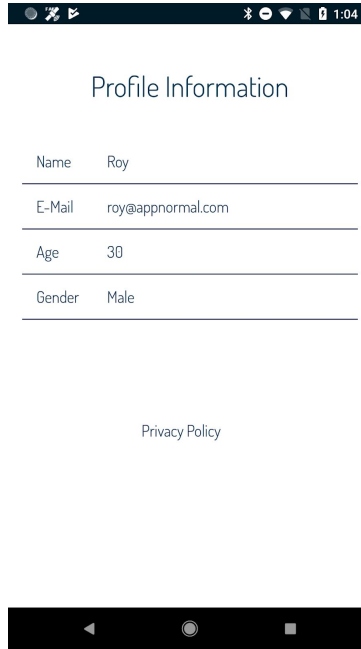 1:04
Profile Information
Name Roy
E-Mail roy@appnormal.com
Age 30
Gender Male
Privacy Policy